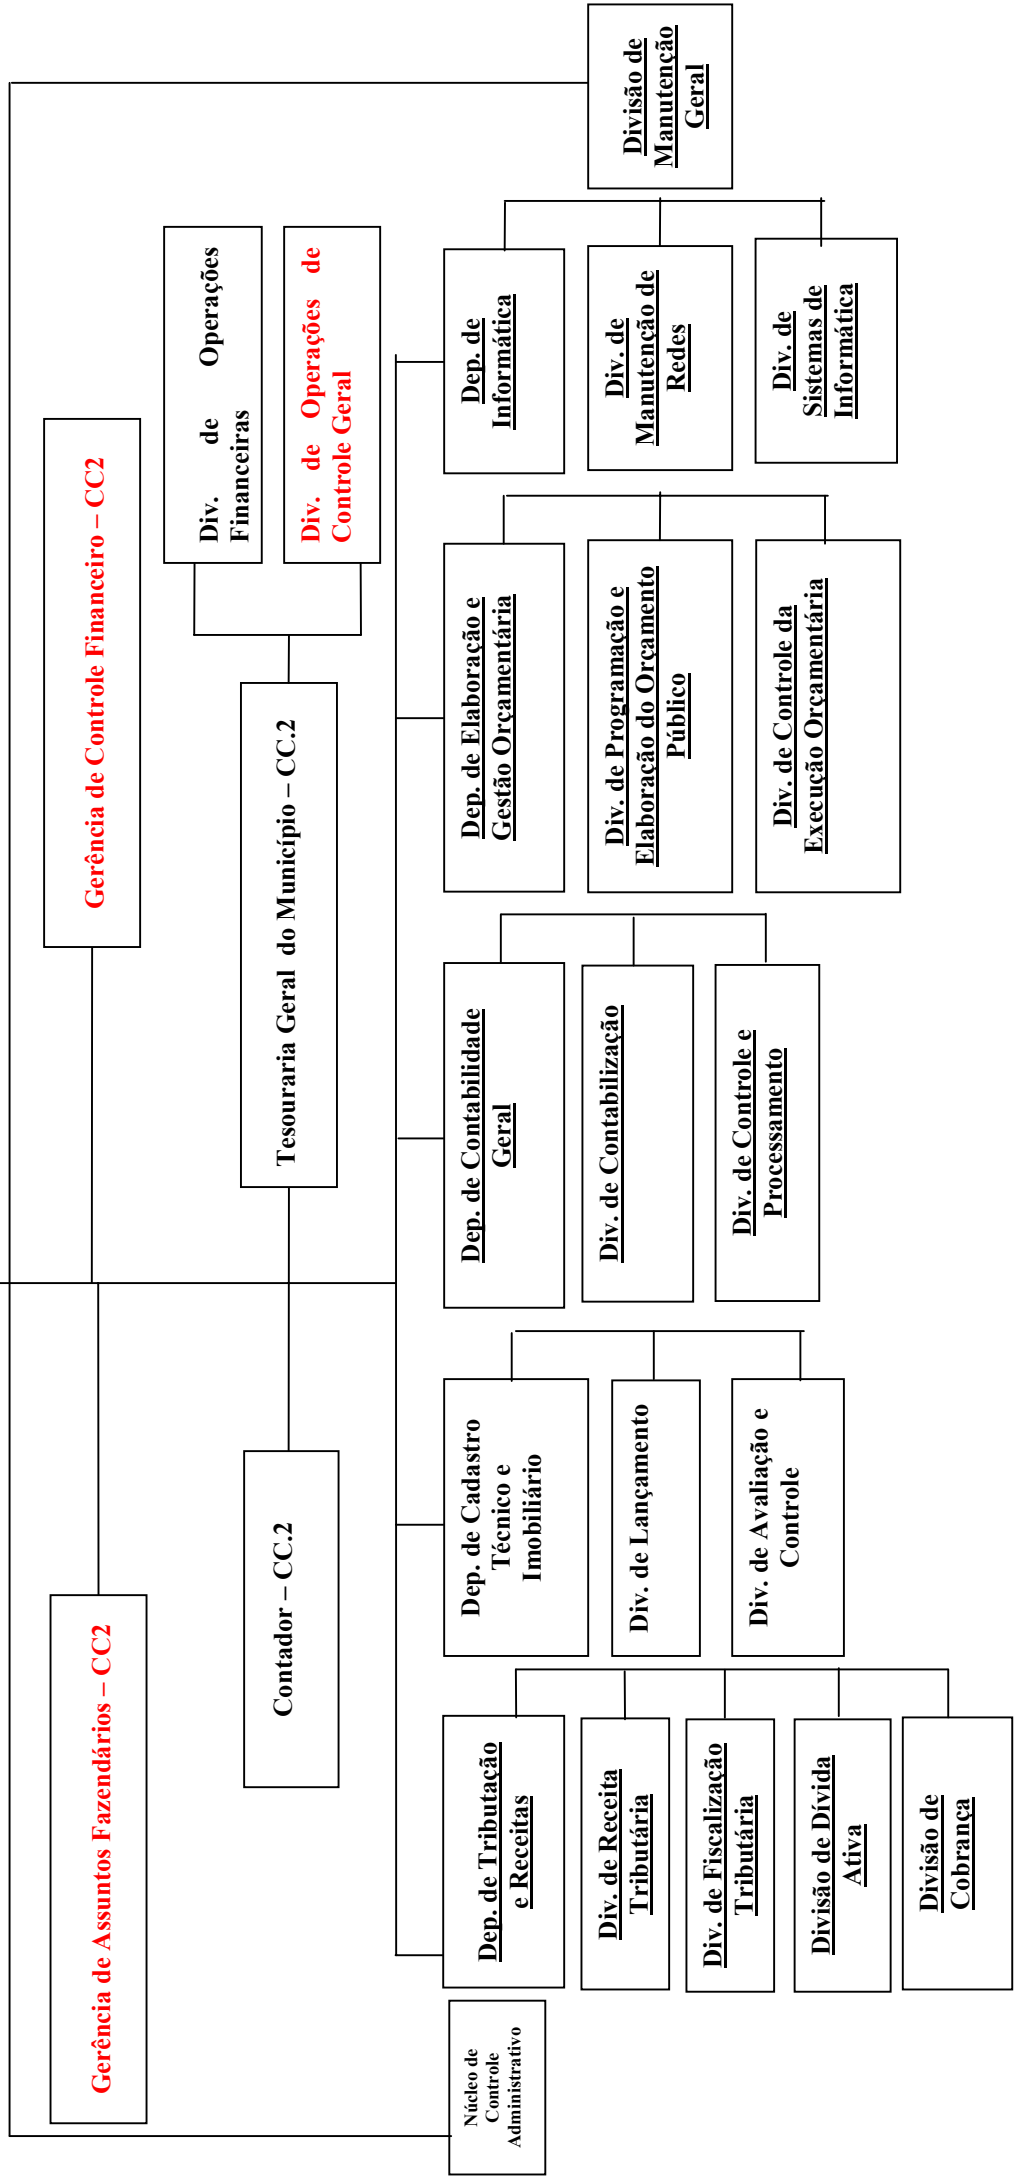 Gerência de Assuntos Fazendários – CC2
Gerência de Controle Financeiro – CC2
Contador – CC.2
Tesouraria Geral do Município – CC.2
Div. de Operações
Financeiras
Div. de Operações de
Controle Geral
Núcleo de
Controle
Administrativo
Dep. de Tributação
e Receitas
Div. de Receita
Tributária
Div. de Fiscalização
Tributária
Divisão de Dívida
Ativa
Divisão de
Cobrança
Dep. de Cadastro
Técnico e
Imobiliário
Div. de Lançamento
Div. de Avaliação e
Controle
Dep. de Contabilidade
Geral
Div. de Contabilização
Div. de Controle e
Processamento
Dep. de Elaboração e
Gestão Orçamentária
Div. de Programação e
Elaboração do Orçamento
Público
Div. de Controle da
Execução Orçamentária
Dep. de
Informática
Div. de
Manutenção de
Redes
Div. de
Sistemas de
Informática
Divisão de
Manutenção
Geral